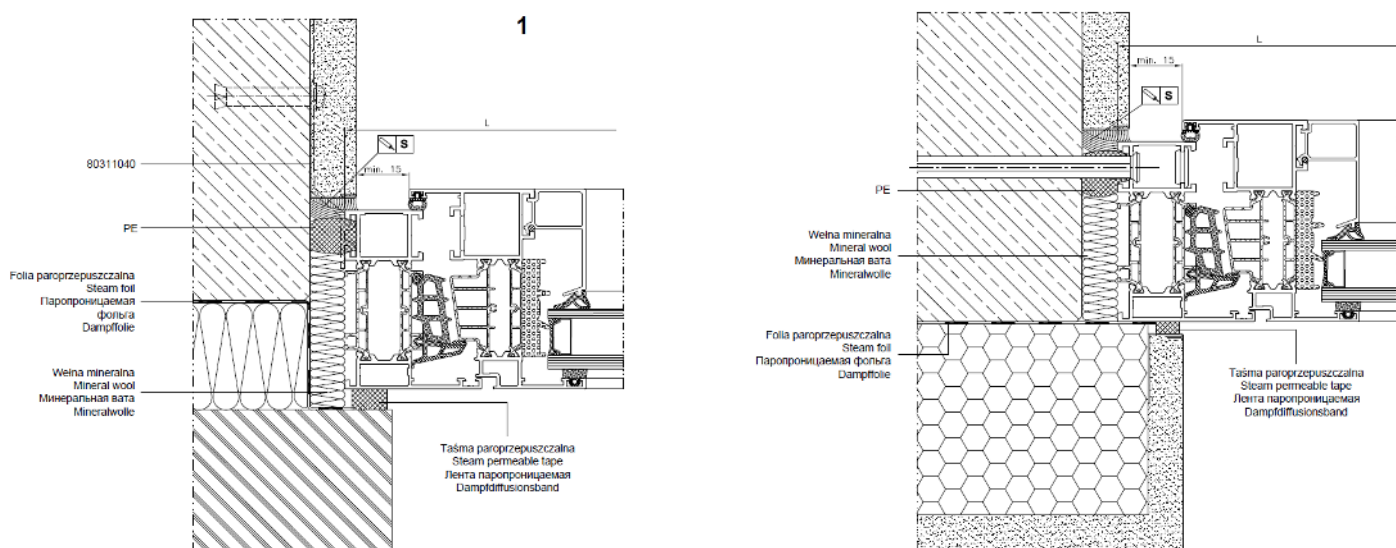 1
L
S
min. 15
80311040
PE
Folia paroprzepuszczalna
Steam foil
Паропроницаемая
фольга
Dampffolie
Wełna mineralna
Mineral wool
Минеральная вата
Mineralwolle
Taśma paroprzepuszczalna
Steam permeable tape
Лента паропроницаемая
Dampfdiffusionsband
L
min. 15
S
PE
Wełna mineralna
Mineral wool
Минеральная вата
Mineralwolle
Folia paroprzepuszczalna
Steam foil
Паропроницаемая фольга
Dampffolie
Taśma paroprzepuszczalna
Steam permeable tape
Лента паропроницаемая
Dampfdiffusionsband